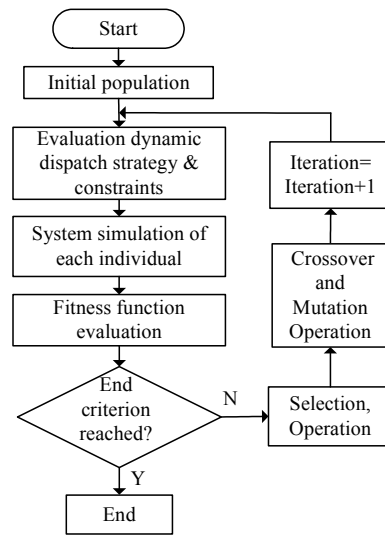 Start
Initial population
Evaluation dynamic
dispatch strategy &
constraints
System simulation of
each individual
Fitness function
evaluation
End
criterion
reached?
N
Y
End
Selection,
Operation
Crossover
and
Mutation
Operation
Iteration=
Iteration+1